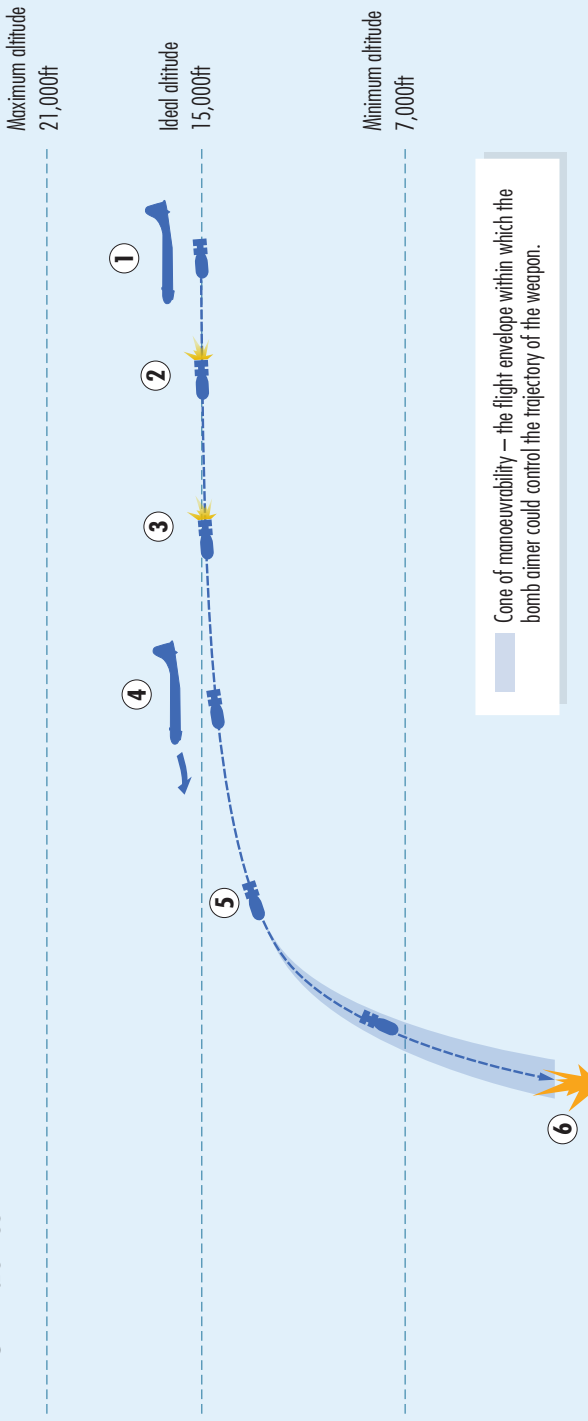 Maximum altitude
21,000ft
Ideal altitude
15,000ft
Minimum altitude
7,000ft
1
2
3
4
5
6
Cone of manoeuvrability – the flight envelope within which the
bomb aimer could control the trajectory of the weapon.